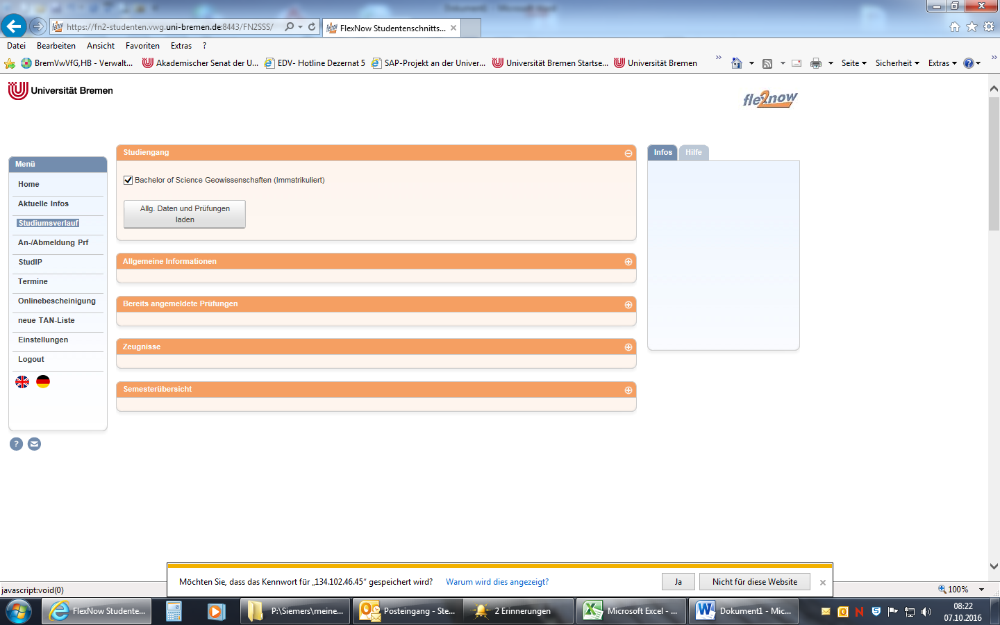 Dokument1 - Microsoft Word
https://fn2-studenten.vwg.uni-bremen.de:8443/FN2SSS/
FlexNow Studentenschnitts...
Datei Bearbeiten Ansicht Favoriten Extras ?
BremVwVfG,HB - Verwalt... Akademischer Senat der U... EDV- Hotline Dezernat 5 SAP-Projekt an der Univer... Universität Bremen Startse... Universität Bremen Seite Sicherheit Extras
Universität Bremen
flexnow
Menü
Home
Aktuelle Infos
Studiumsverlauf
An-/Abmeldung Prf
StudIP
Termine
Onlinebescheinigung
neue TAN-Liste
Einstellungen
Logout
Studiengang
Bachelor of Science Geowissenschaften (Immatrikuliert)
Allg. Daten und Prüfungen
laden
Allgemeine Informationen
Bereits angemeldete Prüfungen
Zeugnisse
Semesterübersicht
Infos Hilfe
Möchten Sie, dass das Kennwort für „134.102.46.45“ gespeichert wird? Warum wird dies angezeigt? Ja Nicht für diese Website
javascript:void(0)
100%
FlexNow Studente... P:\Siemers\meine... Posteingang - Ste... 2 Erinnerungen Microsoft Excel - ... Dokument1 - Mic...
08:22
07.10.2016